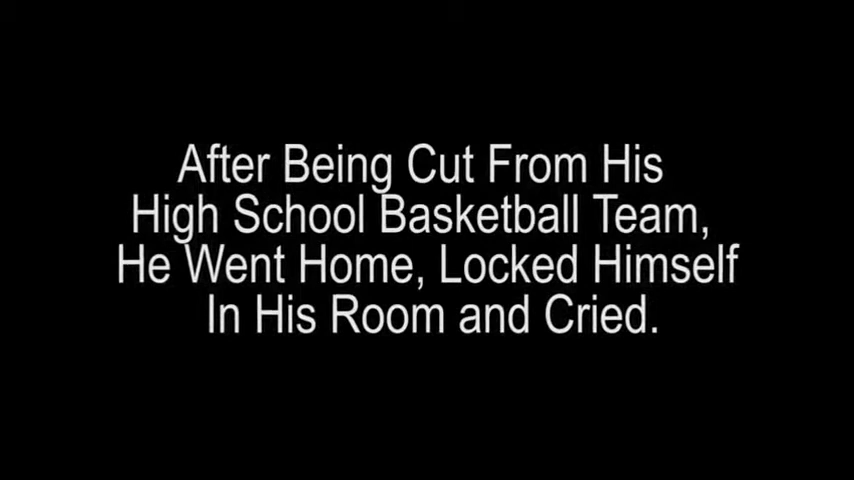 After Being Cut From His
High School Basketball Team,
He Went Home, Locked Himself
In His Room and Cried.